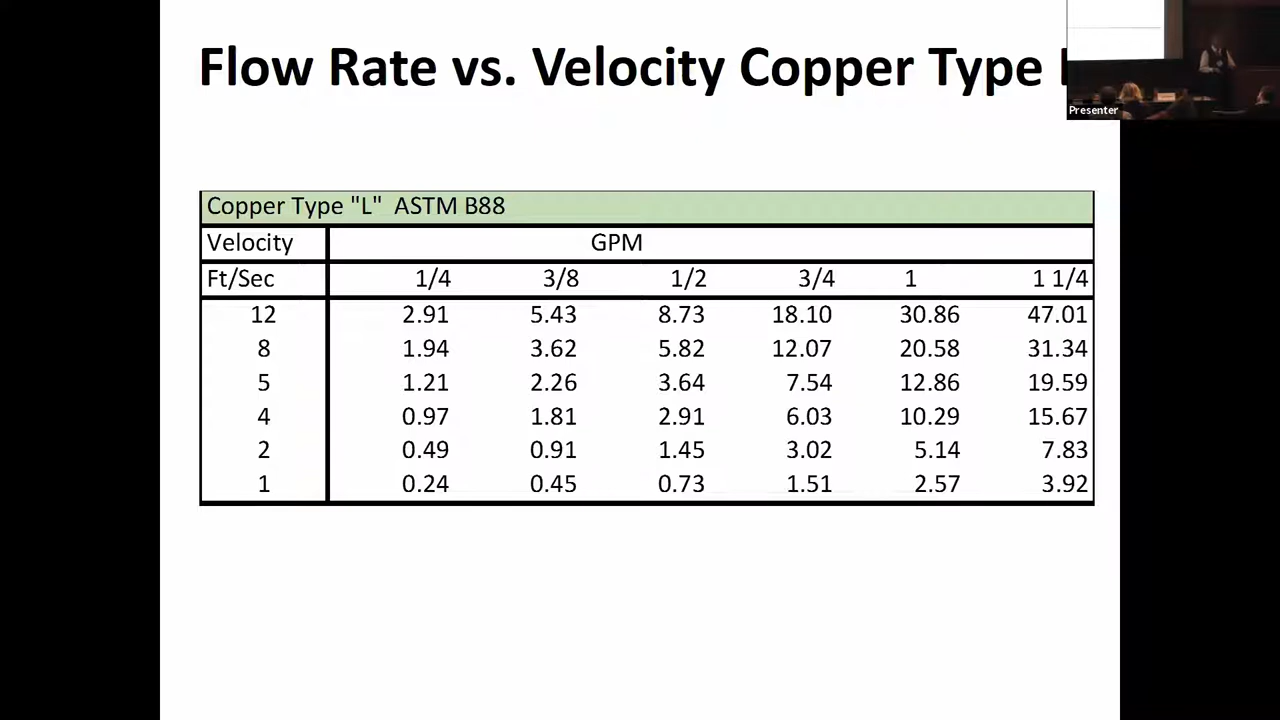 Flow Rate vs. Velocity Copper Type
Presenter
Copper Type "L" ASTM B88
Velocity GPM
Ft/Sec 1/4 3/8 1/2 3/4 1 1 1/4
12 2.91 5.43 8.73 18.10 30.86 47.01
8 1.94 3.62 5.82 12.07 20.58 31.34
5 1.21 2.26 3.64 7.54 12.86 19.59
4 0.97 1.81 2.91 6.03 10.29 15.67
2 0.49 0.91 1.45 3.02 5.14 7.83
1 0.24 0.45 0.73 1.51 2.57 3.92